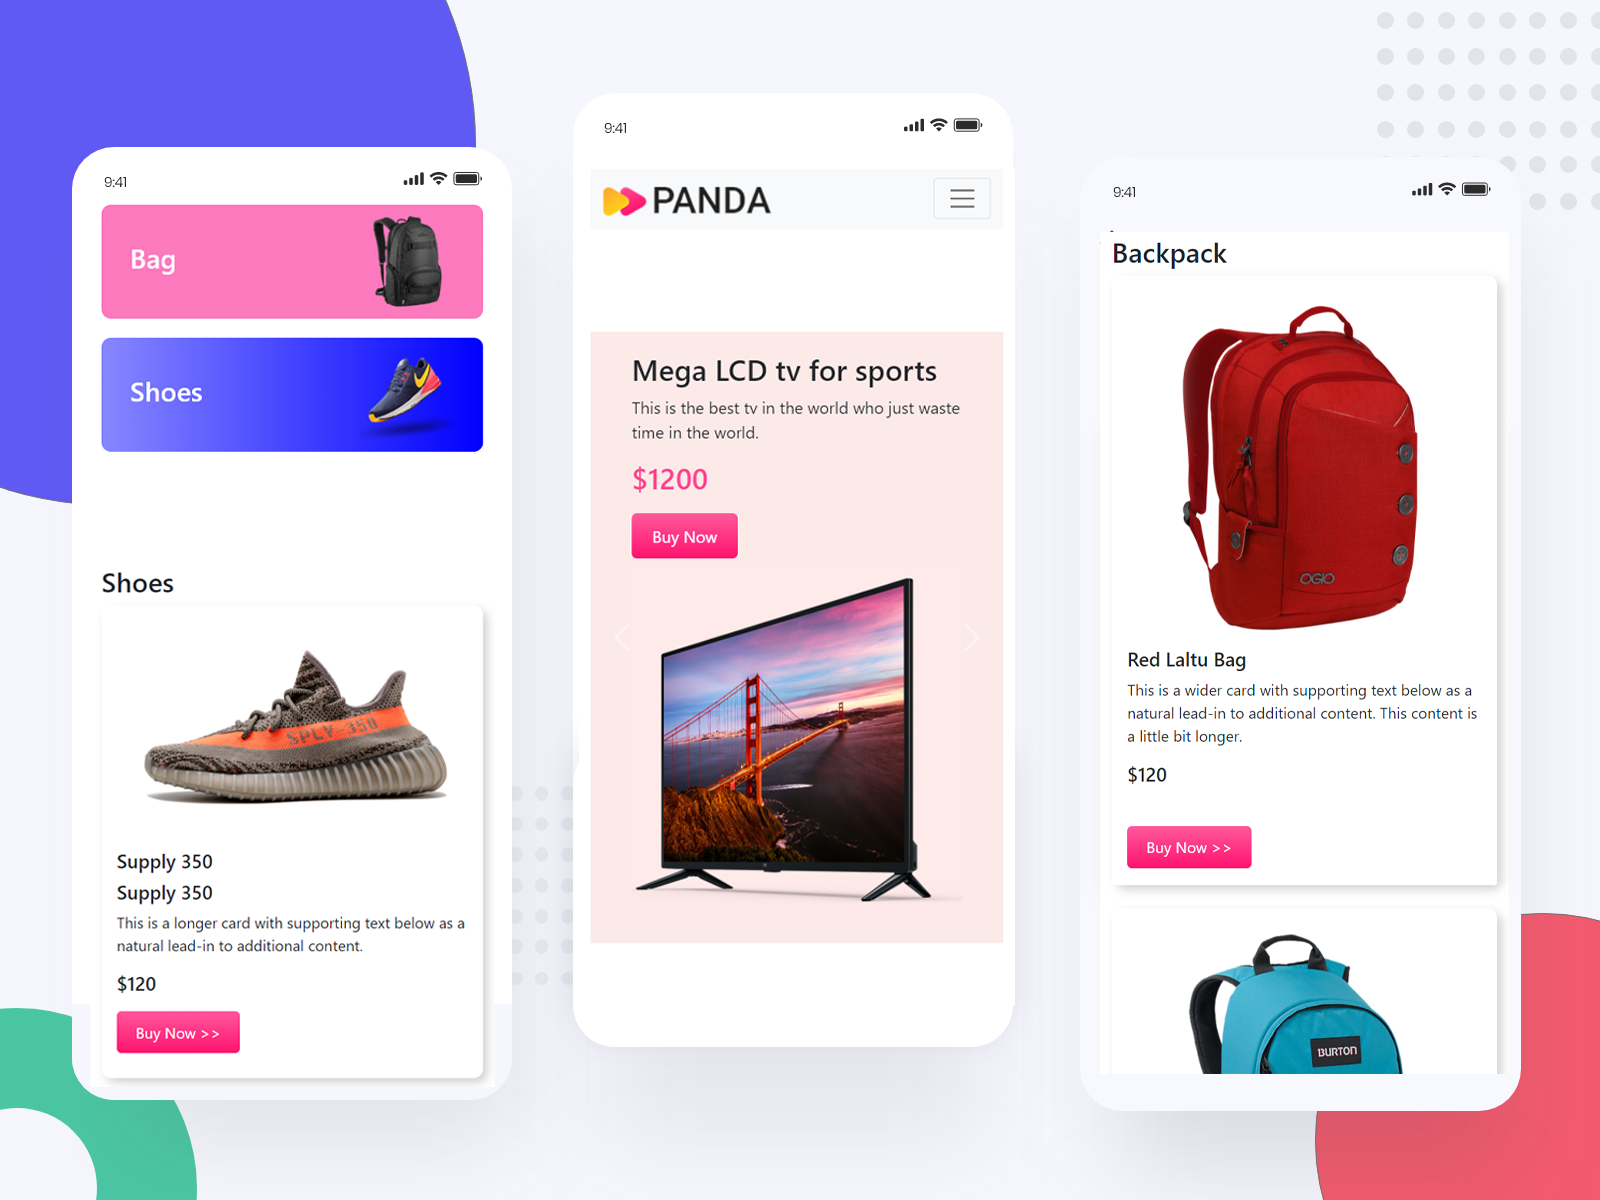 9:41
Bag
Shoes
Shoes
SPLY-350
Supply 350
Supply 350
This is a longer card with supporting text below as a
natural lead-in to additional content.
$120
Buy Now >>
9:41
PANDA
Mega LCD tv for sports
This is the best tv in the world who just waste
time in the world.
$1200
Buy Now
9:41
Backpack
OGIO
Red Laltu Bag
This is a wider card with supporting text below as a
natural lead-in to additional content. This content is
a little bit longer.
$120
Buy Now >>
BURTON